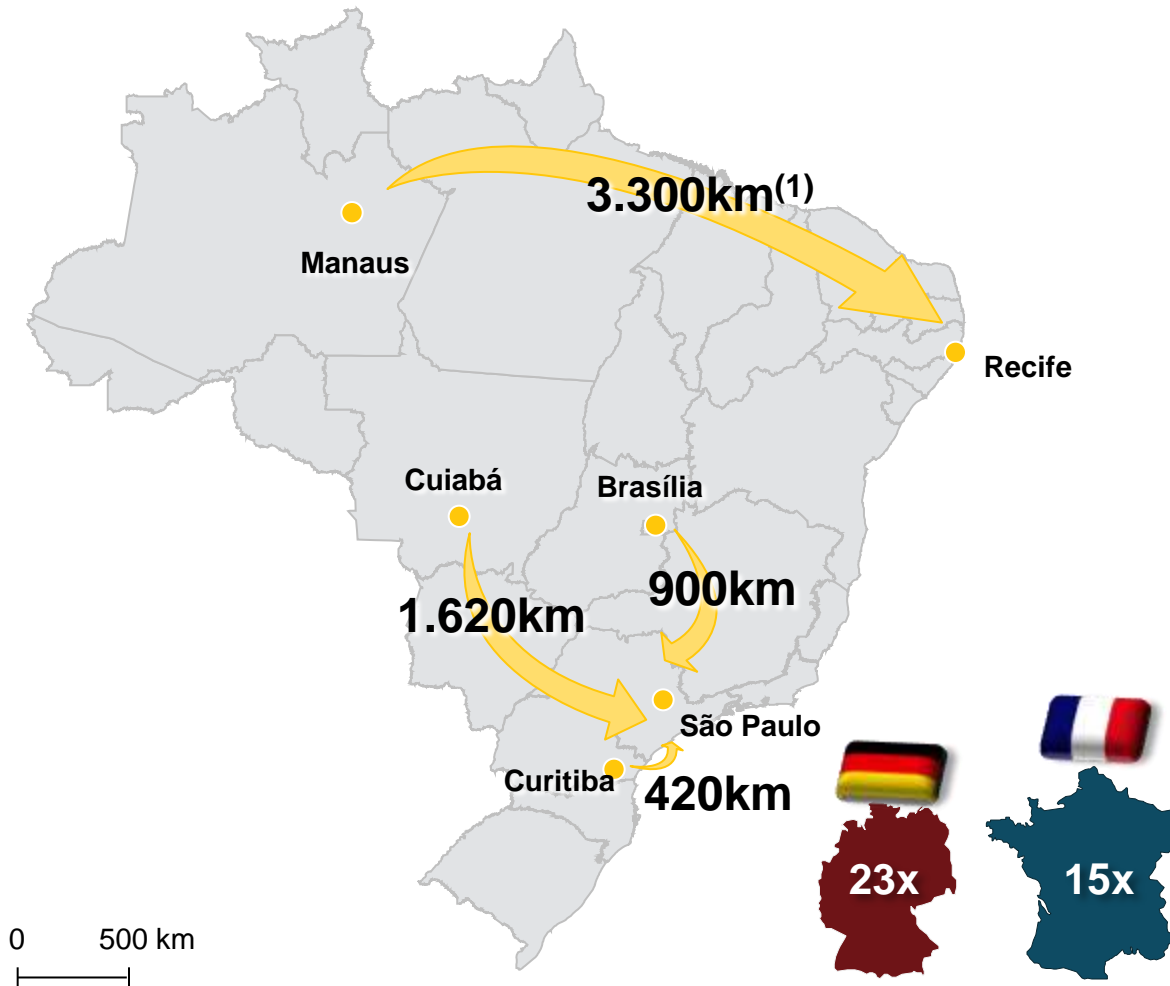 3.300km(1)
Manaus
Recife
Cuiabá
Brasília
900km
1.620km
São Paulo
Curitiba
420km
23x
15x
0 500 km